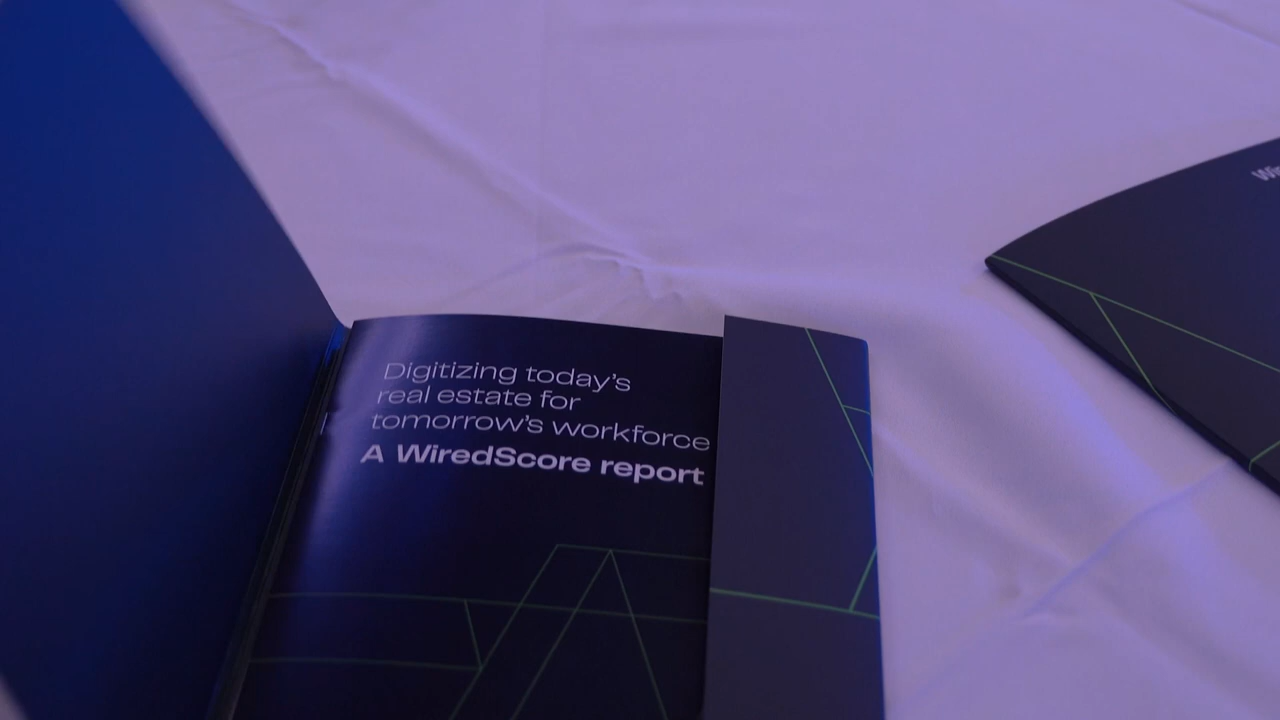 Digitizing today's
real estate for
tomorrow's workforce
A WiredScore report